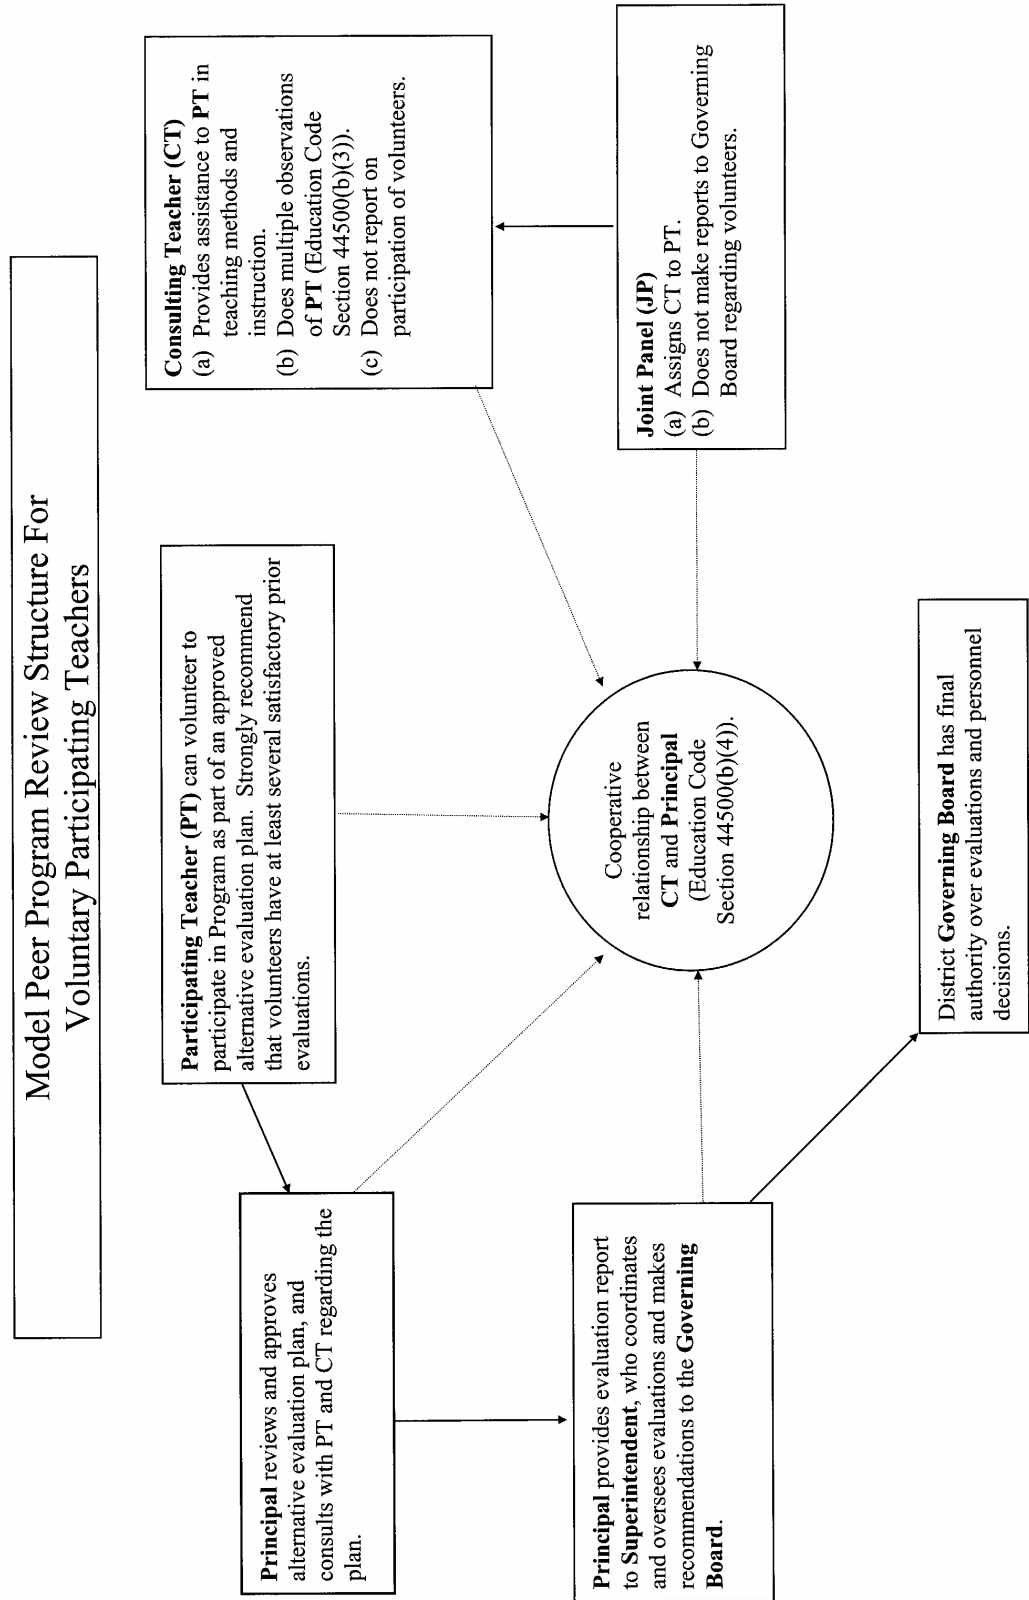 Model Peer Program Review Structure For
Voluntary Participating Teachers
Principal reviews and approves
alternative evaluation plan, and
consults with PT and CT regarding the
plan.
Participating Teacher (PT) can volunteer to
participate in Program as part of an approved
alternative evaluation plan. Strongly recommend
that volunteers have at least several satisfactory prior
evaluations.
Consulting Teacher (CT)
(a) Provides assistance to PT in
teaching methods and
instruction.
(b) Does multiple observations
of PT (Education Code
Section 44500(b)(3)).
(c) Does not report on
participation of volunteers.
Principal provides evaluation report
to Superintendent, who coordinates
and oversees evaluations and makes
recommendations to the Governing
Board.
Cooperative
relationship between
CT and Principal
(Education Code
Section 44500(b)(4)).
Joint Panel (JP)
(a) Assigns CT to PT.
(b) Does not make reports to Governing
Board regarding volunteers.
District Governing Board has final
authority over evaluations and personnel
decisions.